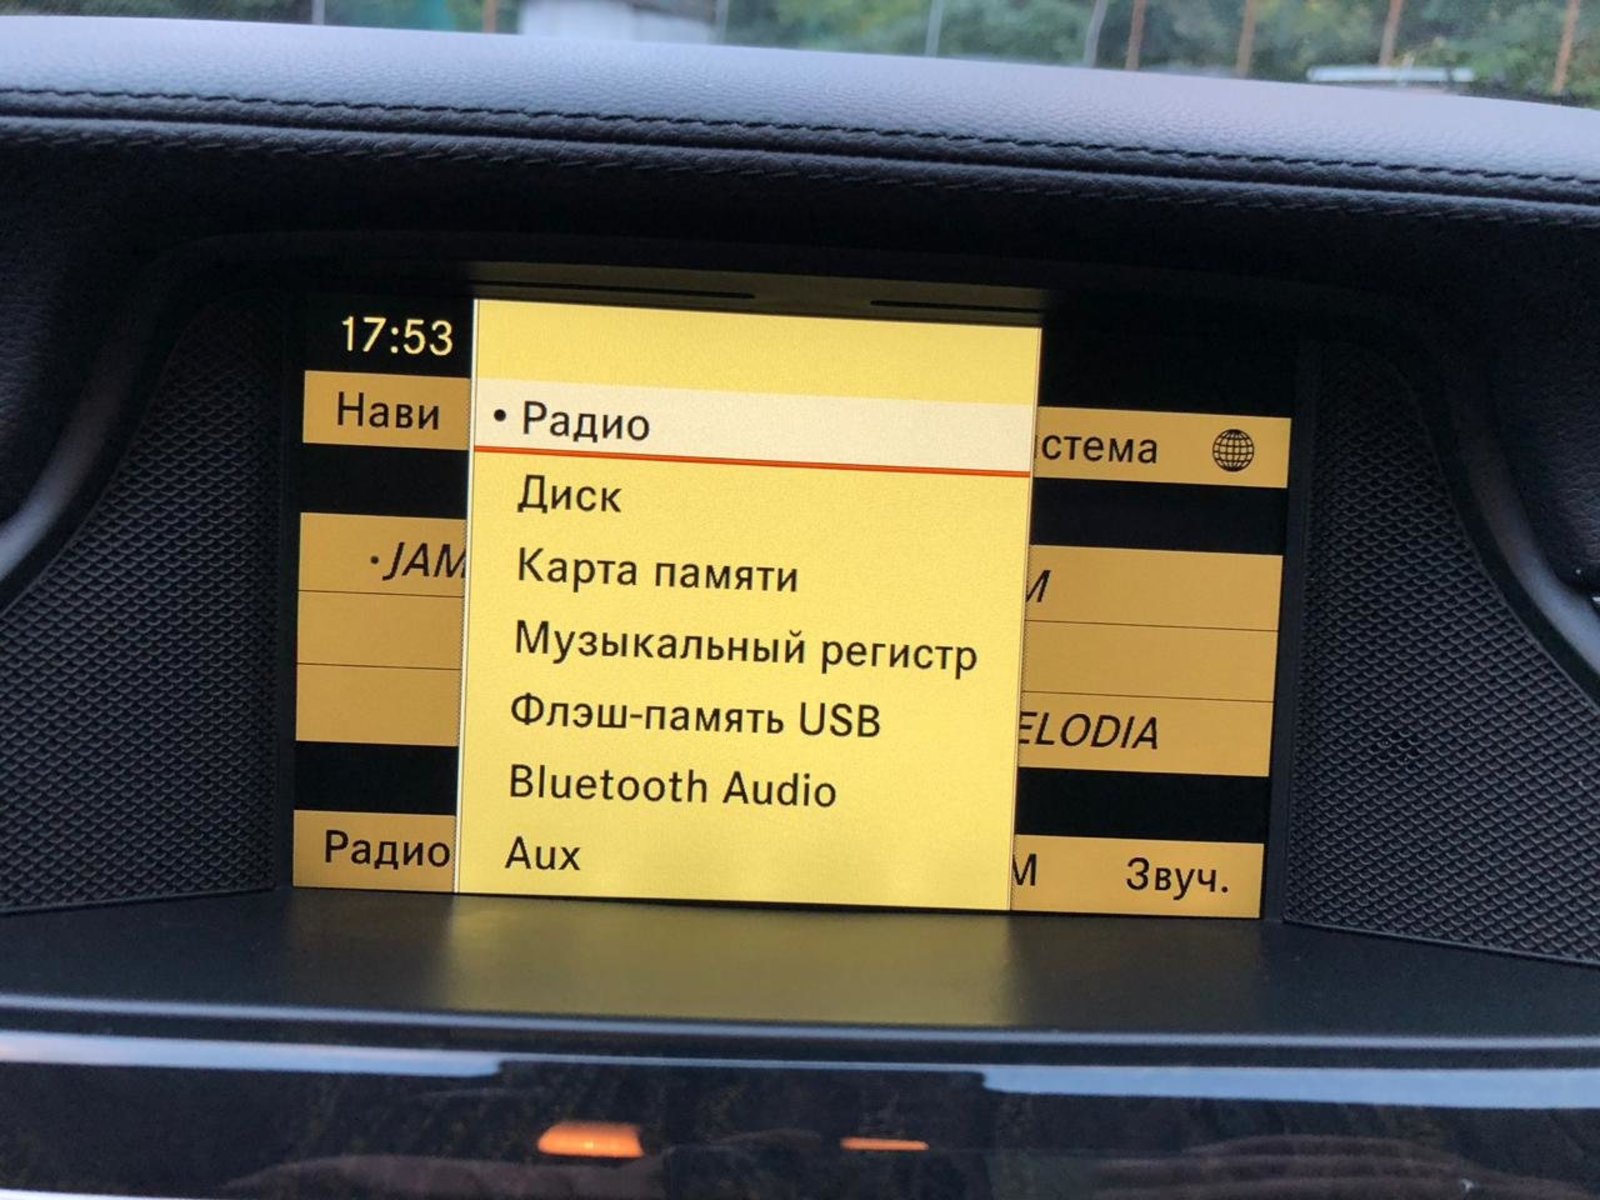 17:53
Нави
• Радио
стема
Диск
•JAM
Карта памяти
M
Музыкальный регистр
Флэш-память USB
ELODIA
Bluetooth Audio
Радио
Aux
M
Звуч.